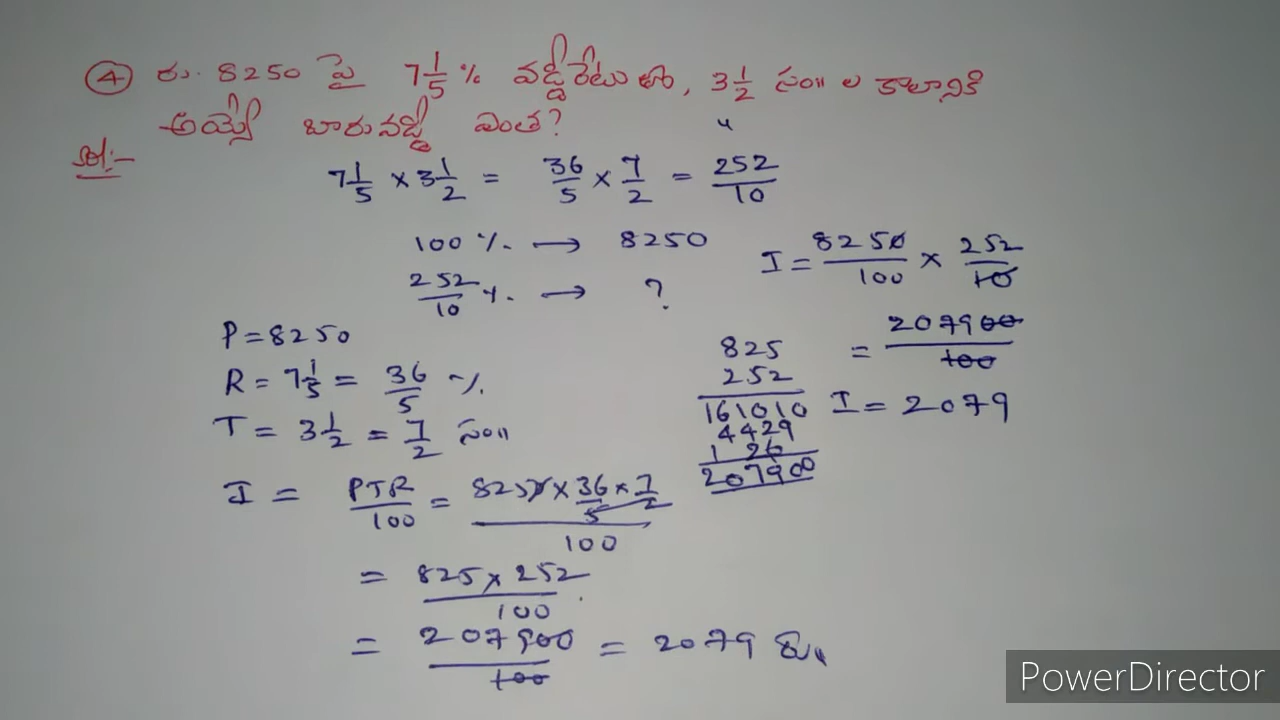 ④ రు. 8250 పై 7 1/5 % వడ్డీరేటుతో, 3 1/2 సం॥ ల కాలానికి
అయ్యే బారువడ్డీ ఎంత?
Sol:-
7 1/5 × 3 1/2 = 36/5 × 7/2 = 252/10
100 % → 8250
252/10 % → ?
I = 8250/100 × 252/10
= 207900/100
I = 2079
825
252
161010
4429
1 26
207900
P = 8250
R = 7 1/5 = 36/5 %
T = 3 1/2 = 7/2 సం॥
I = PTR/100 = 8250 × 36/5 × 7/2 / 100
= 825 × 252 / 100
= 207900/100 = 2079 రు॥
PowerDirector